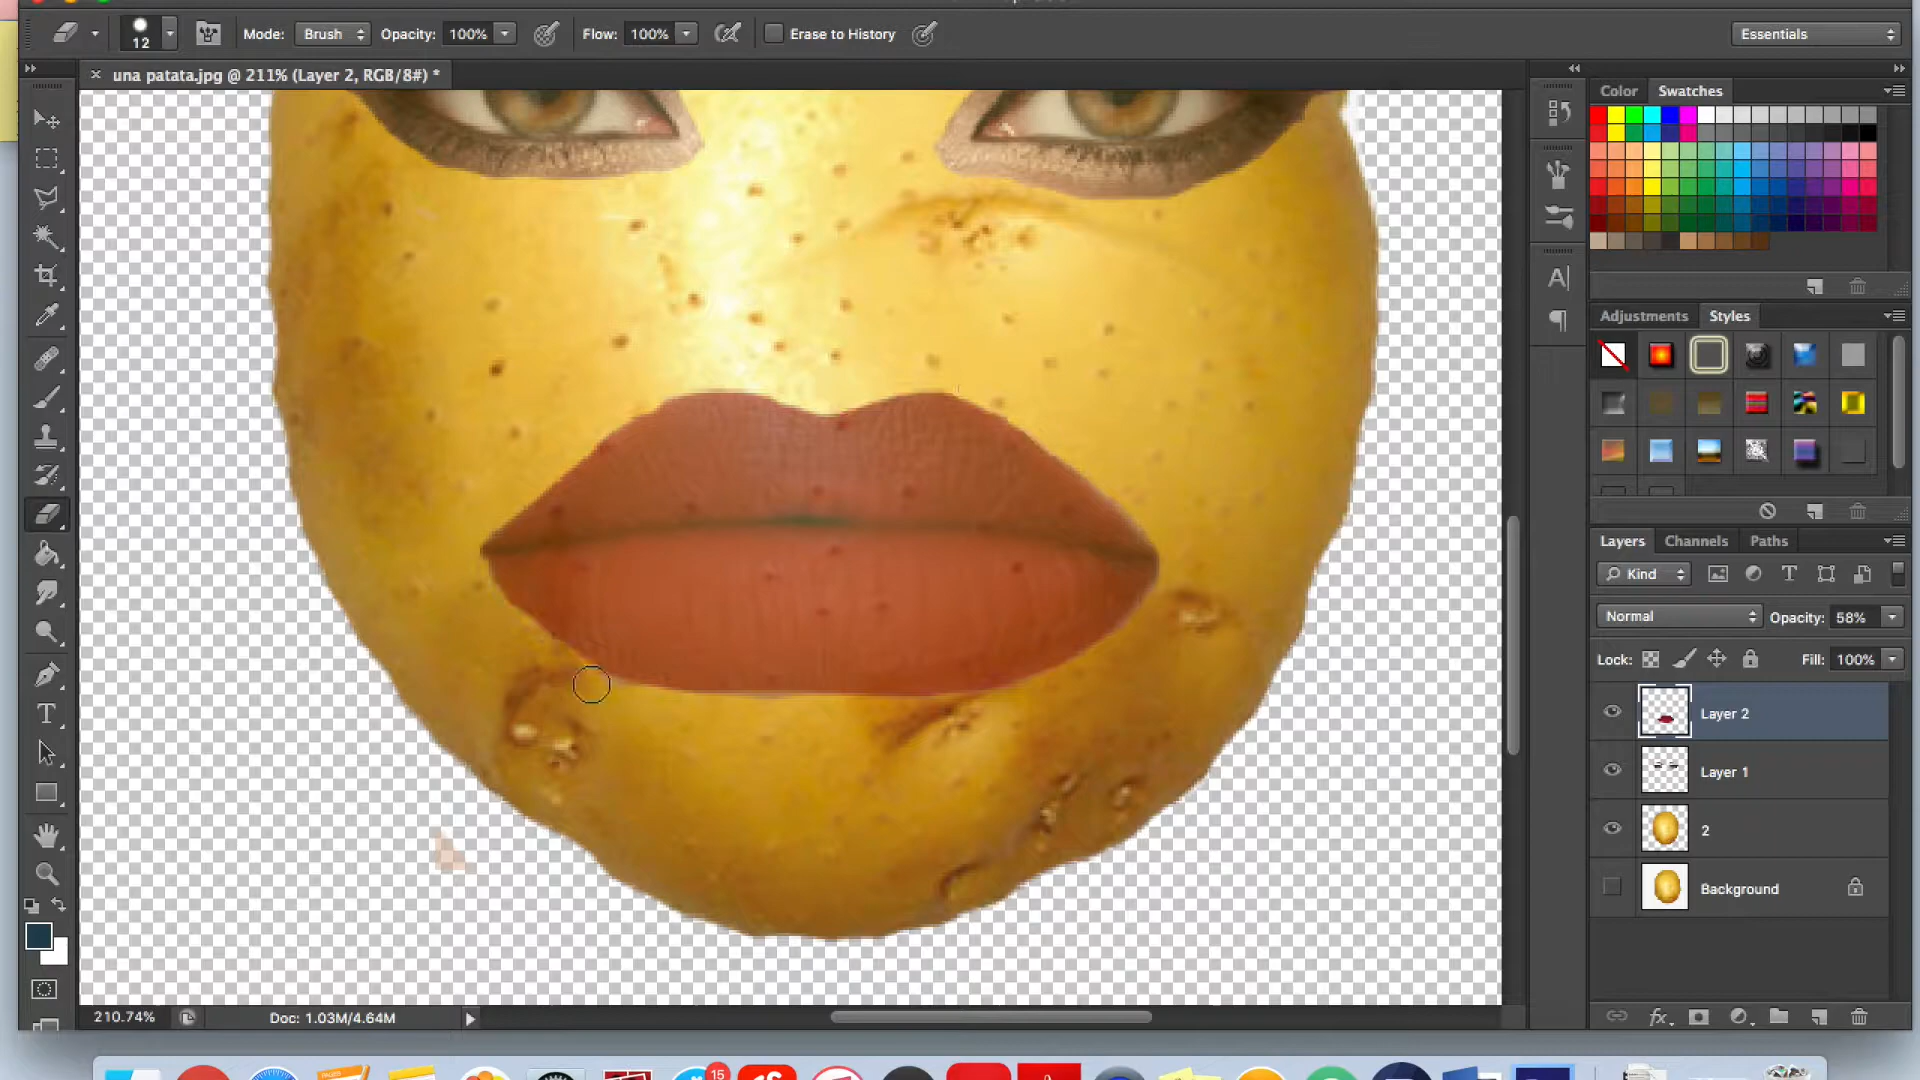 12
Mode: Brush Opacity: 100% Flow: 100% Erase to History Essentials
una patata.jpg @ 211% (Layer 2, RGB/8#) *
Color Swatches
Adjustments Styles
Layers Channels Paths
Kind
Normal Opacity: 58%
Lock: Fill: 100%
Layer 2
Layer 1
2
Background
fx
210.74% Doc: 1.03M/4.64M
15